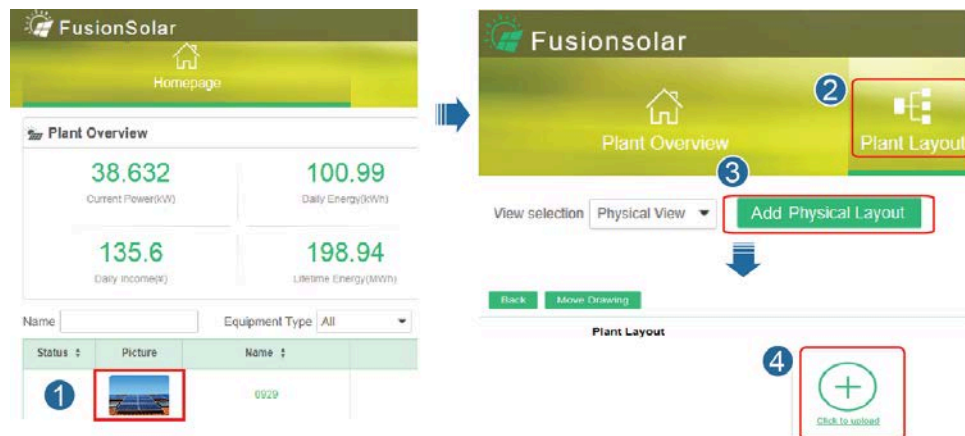 FusionSolar
Homepage
Plant Overview
38.632
100.99
Current Power(kW)
Daily Energy(kWh)
135.6
198.94
Daily Income(¥)
Lifetime Energy(MWh)
Name
Equipment Type All
Status
Picture
Name
1
6929
Fusionsolar
2
Plant Overview
Plant Layout
3
View selection Physical View
Add Physical Layout
Back
Move Drawing
Plant Layout
4
Click to upload